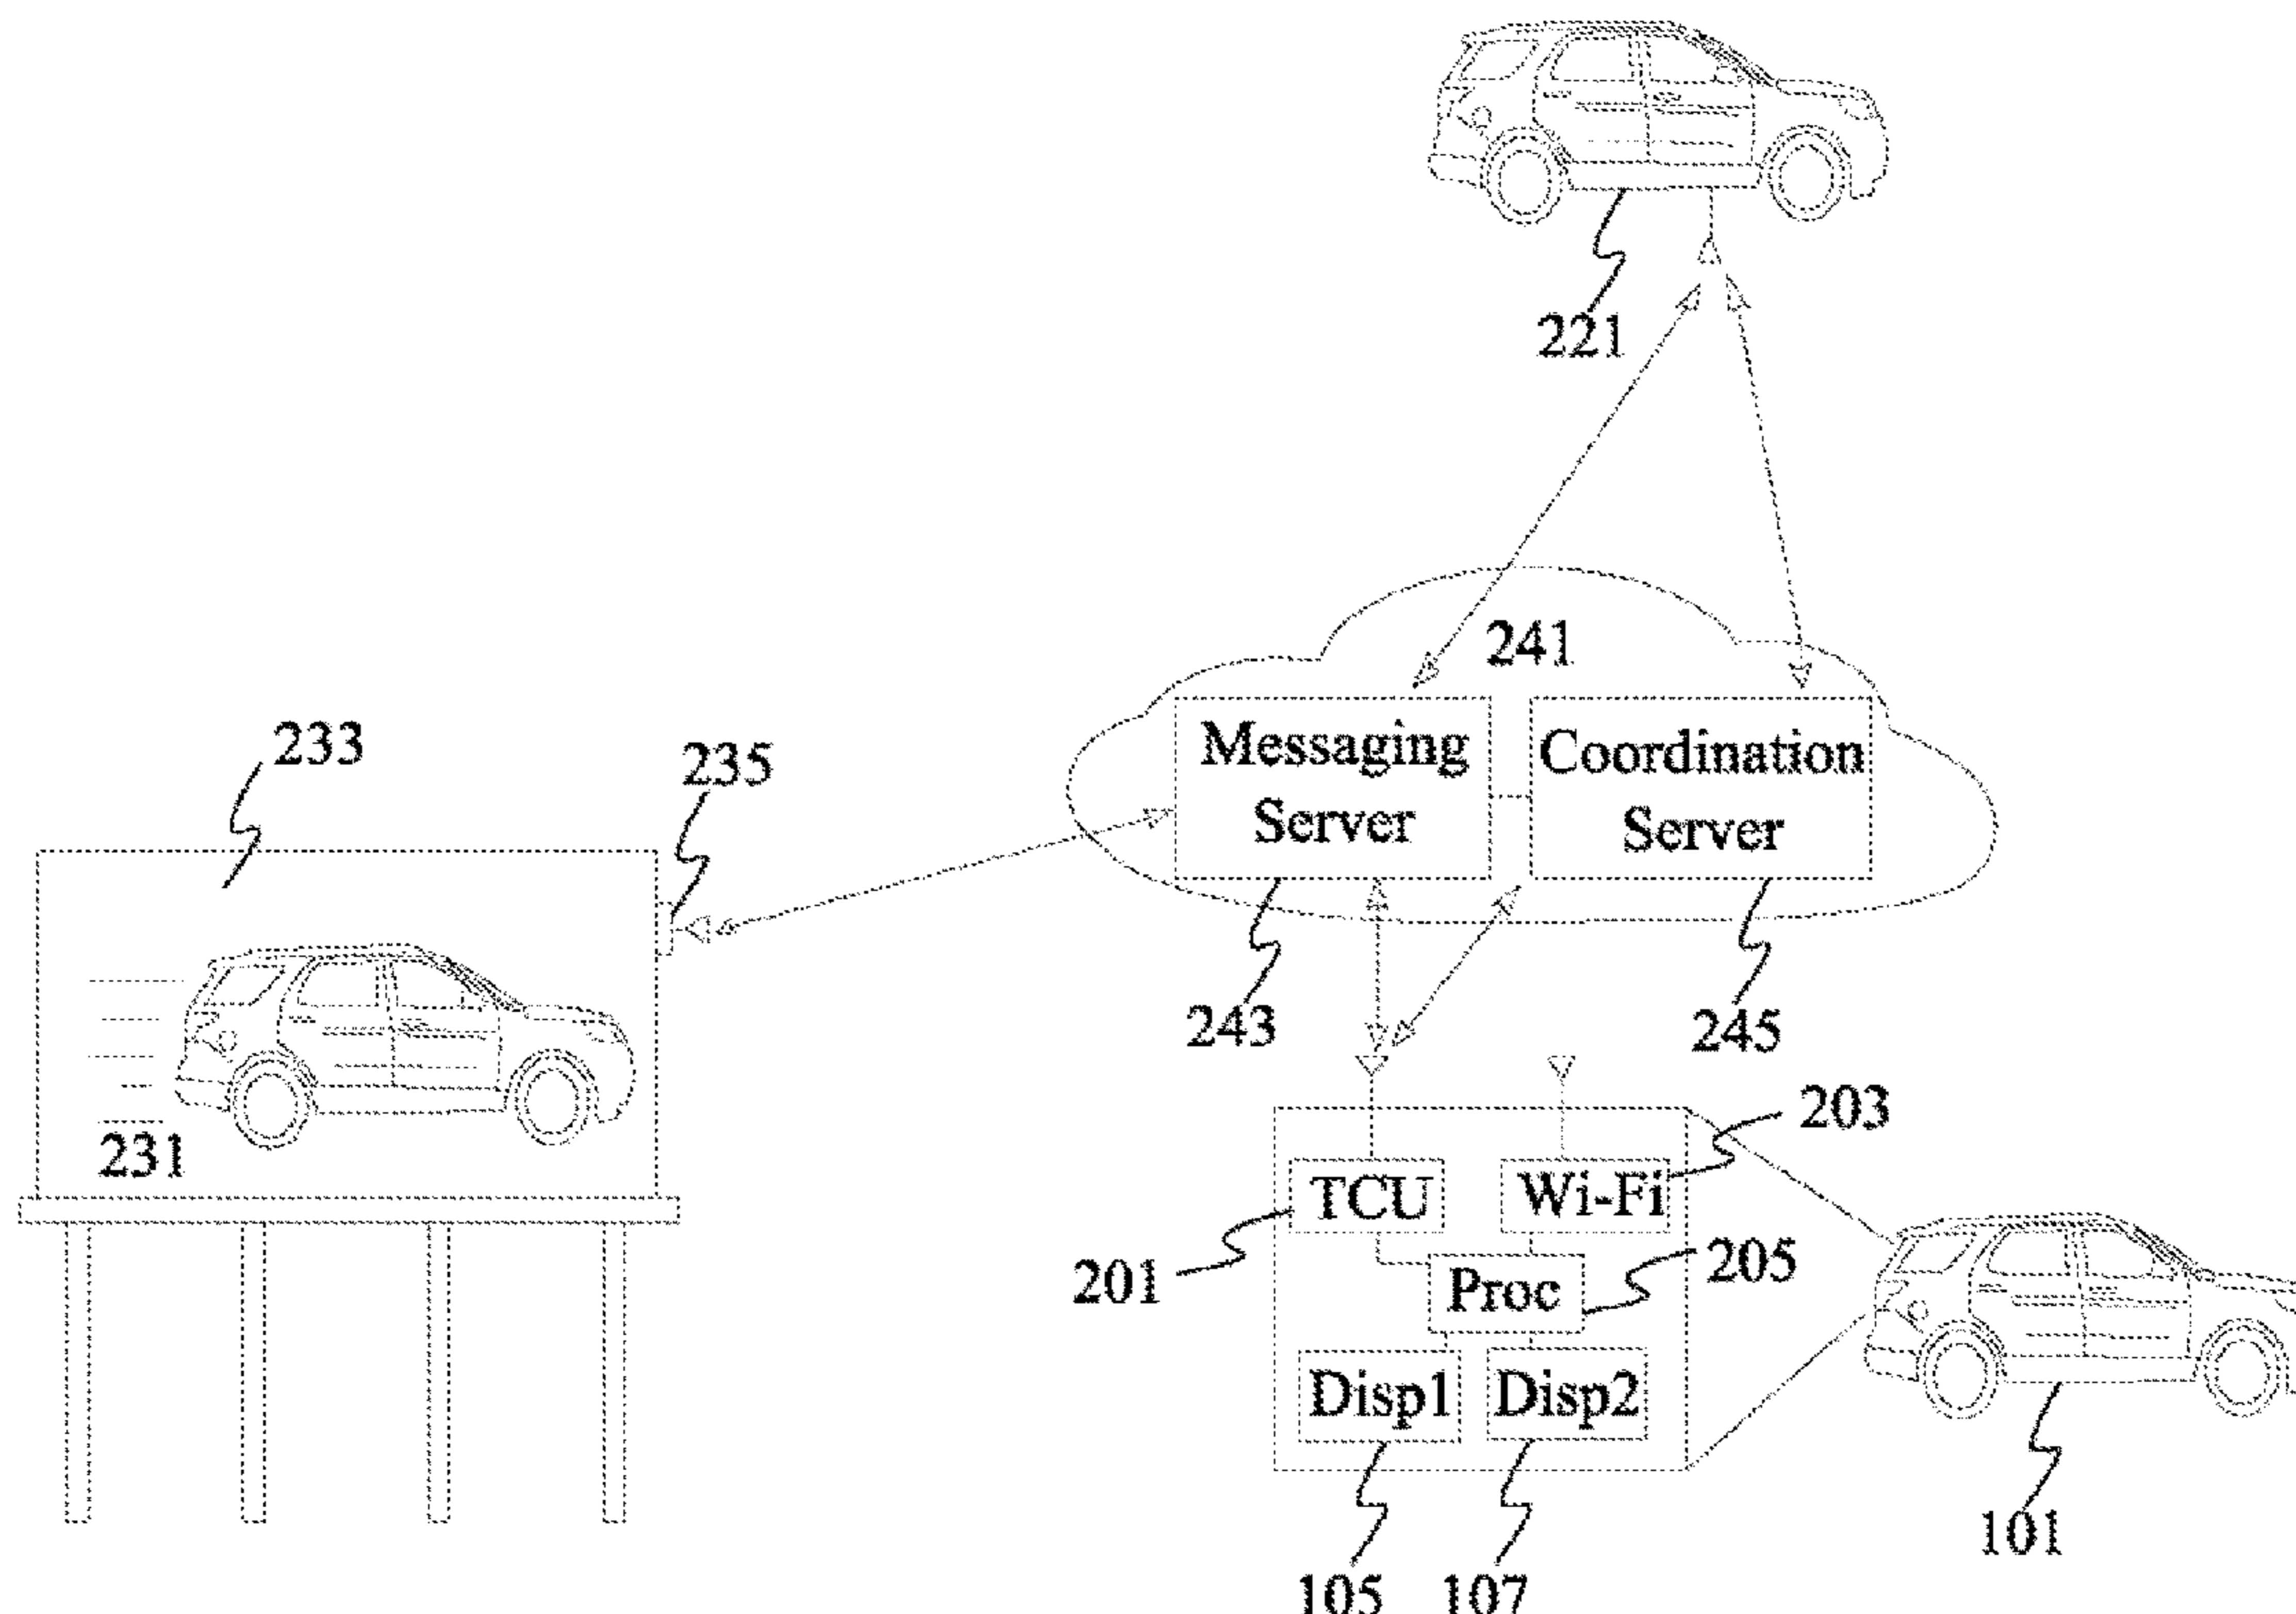 221
241
Messaging
Server
Coordination
Server
233
235
243
245
231
203
TCU
Wi-Fi
201
205
Proc
Disp1
Disp2
101
105
107